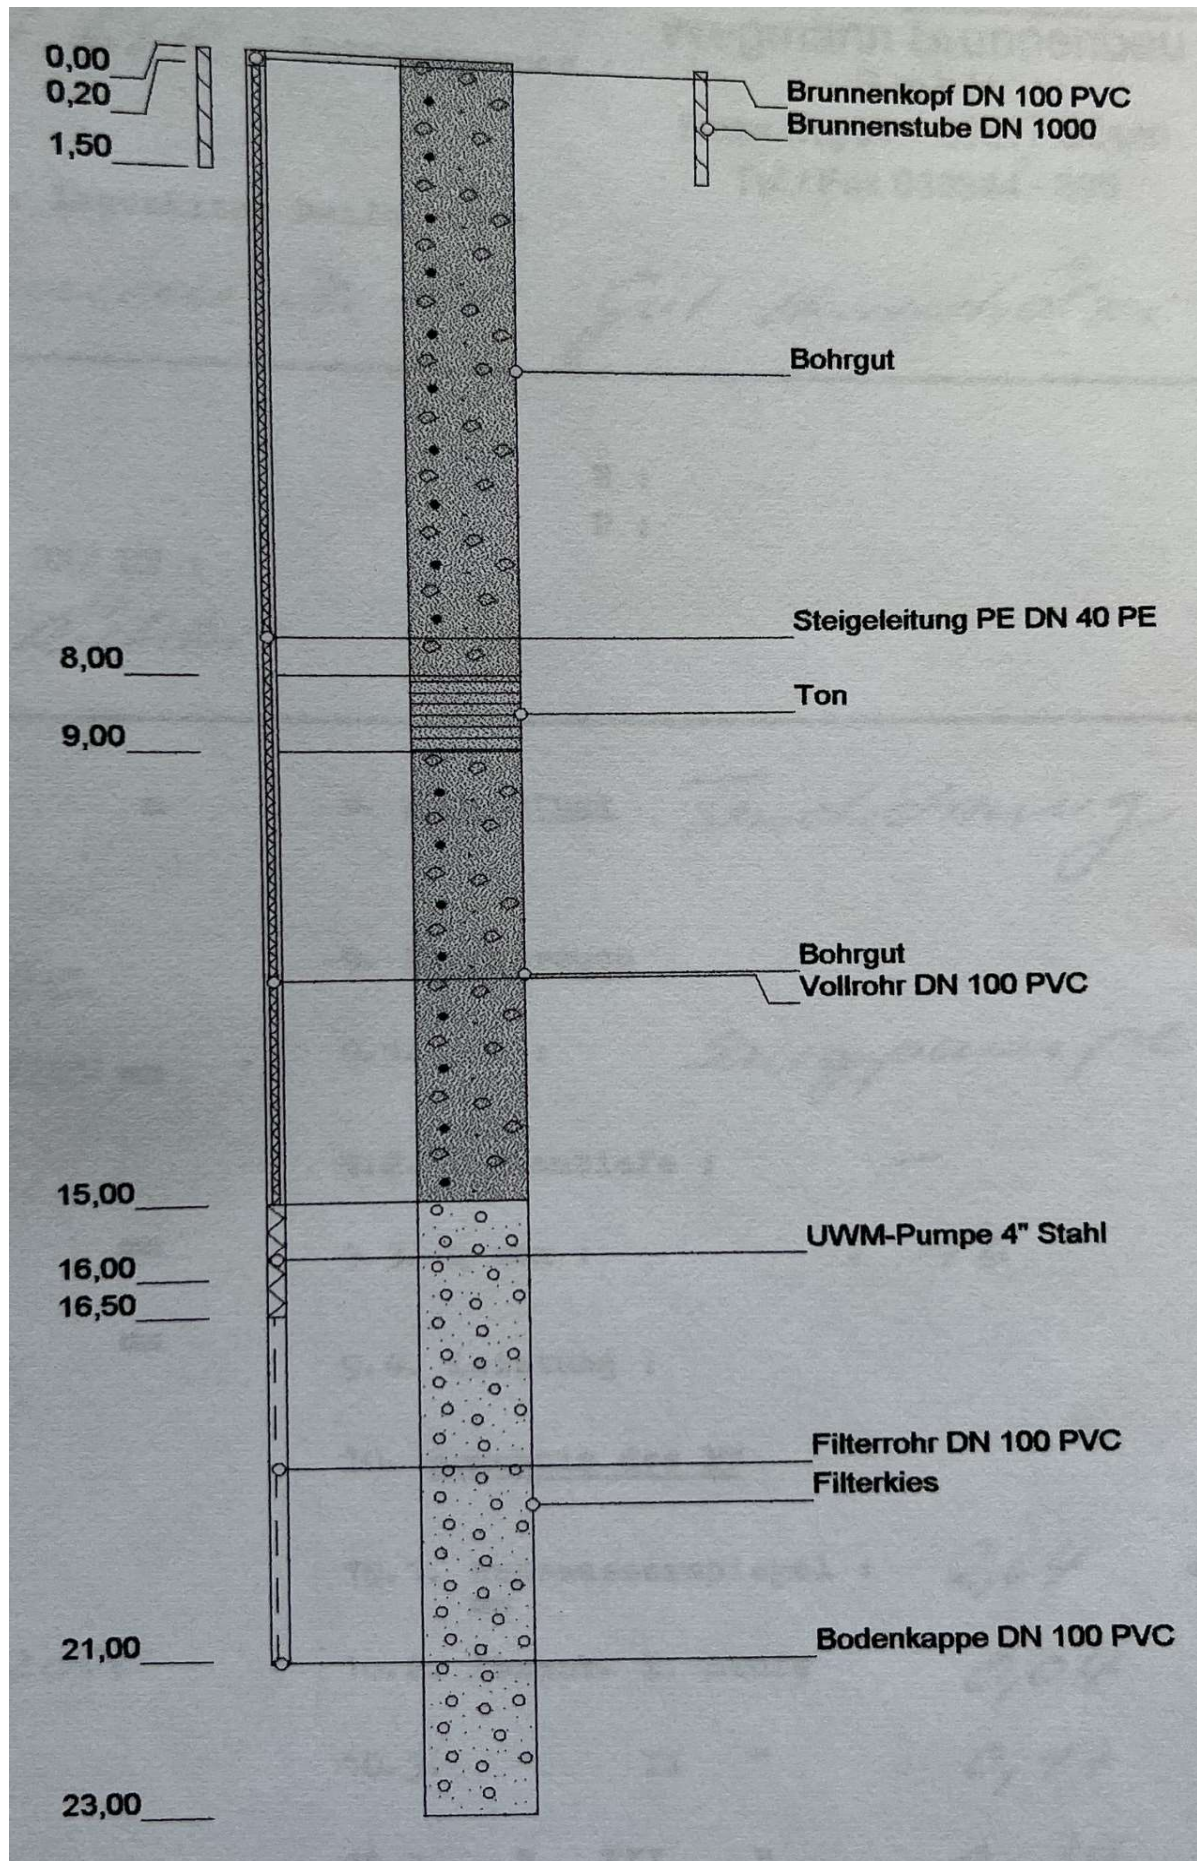 0,00
0,20
1,50
Brunnenkopf DN 100 PVC
Brunnenstube DN 1000
Bohrgut
Steigeleitung PE DN 40 PE
8,00
Ton
9,00
Bohrgut
Vollrohr DN 100 PVC
15,00
UWM-Pumpe 4" Stahl
16,00
16,50
Filterrohr DN 100 PVC
Filterkies
21,00
Bodenkappe DN 100 PVC
23,00